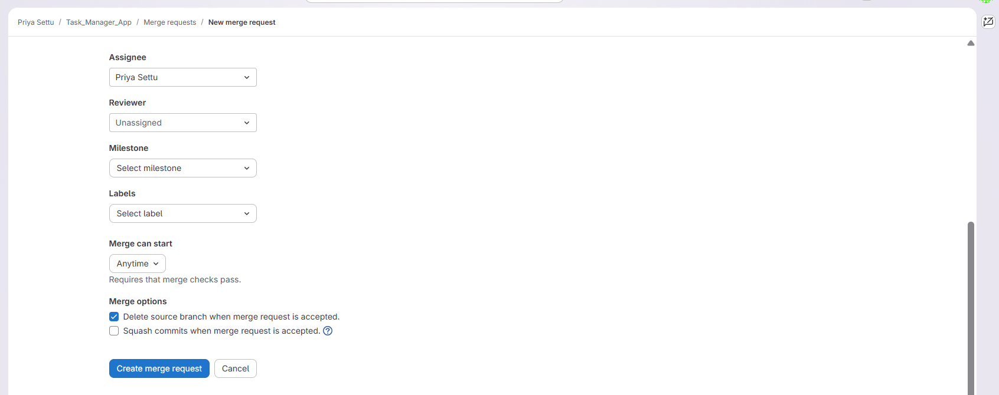 Priya Settu / Task_Manager_App / Merge requests / New merge request
Assignee
Priya Settu
Reviewer
Unassigned
Milestone
Select milestone
Labels
Select label
Merge can start
Anytime
Requires that merge checks pass.
Merge options
Delete source branch when merge request is accepted.
Squash commits when merge request is accepted. ?
Create merge request Cancel